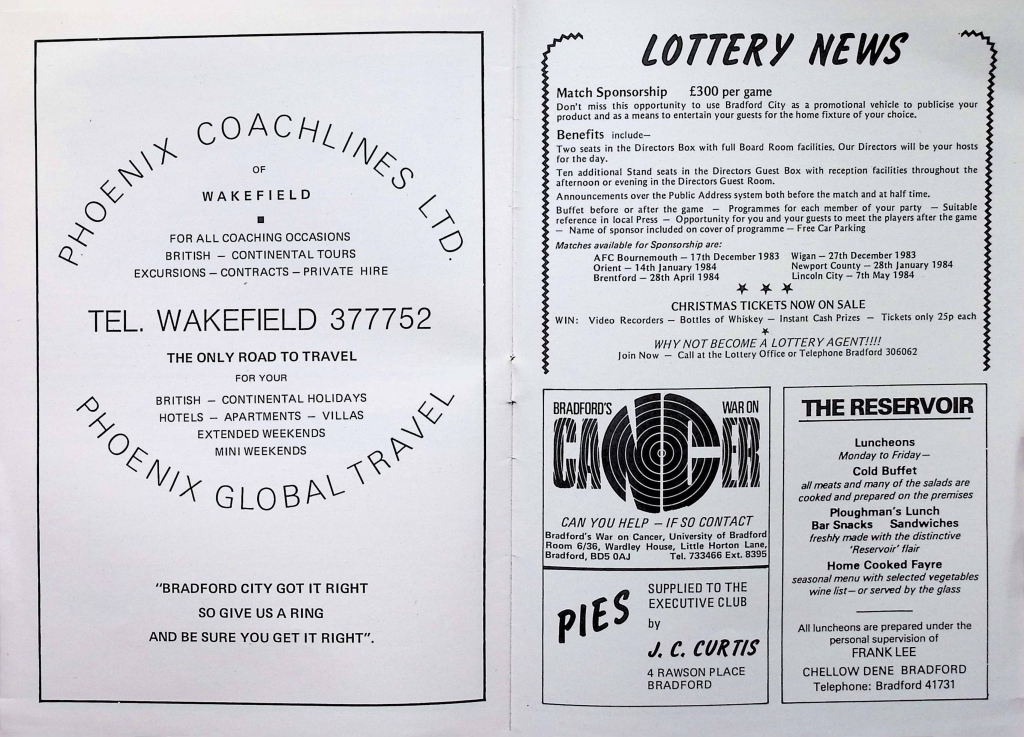 PHOENIX COACHLINES LTD.
OF
WAKEFIELD
FOR ALL COACHING OCCASIONS
BRITISH – CONTINENTAL TOURS
EXCURSIONS – CONTRACTS – PRIVATE HIRE
TEL. WAKEFIELD 377752
THE ONLY ROAD TO TRAVEL
FOR YOUR
BRITISH – CONTINENTAL HOLIDAYS
HOTELS – APARTMENTS – VILLAS
EXTENDED WEEKENDS
MINI WEEKENDS
PHOENIX GLOBAL TRAVEL
"BRADFORD CITY GOT IT RIGHT
SO GIVE US A RING
AND BE SURE YOU GET IT RIGHT".
LOTTERY NEWS
Match Sponsorship £300 per game
Don't miss this opportunity to use Bradford City as a promotional vehicle to publicise your
product and as a means to entertain your guests for the home fixture of your choice.
Benefits include—
Two seats in the Directors Box with full Board Room facilities. Our Directors will be your hosts
for the day.
Ten additional Stand seats in the Directors Guest Box with reception facilities throughout the
afternoon or evening in the Directors Guest Room.
Announcements over the Public Address system both before the match and at half time.
Buffet before or after the game — Programmes for each member of your party — Suitable
reference in local Press — Opportunity for you and your guests to meet the players after the game
— Name of sponsor included on cover of programme — Free Car Parking
Matches available for Sponsorship are:
AFC Bournemouth — 17th December 1983 Wigan — 27th December 1983
Orient — 14th January 1984 Newport County — 28th January 1984
Brentford — 28th April 1984 Lincoln City — 7th May 1984
CHRISTMAS TICKETS NOW ON SALE
WIN: Video Recorders — Bottles of Whiskey — Instant Cash Prizes — Tickets only 25p each
WHY NOT BECOME A LOTTERY AGENT!!!!
Join Now — Call at the Lottery Office or Telephone Bradford 306062
BRADFORD'S WAR ON
CANCER
CAN YOU HELP – IF SO CONTACT
Bradford's War on Cancer, University of Bradford
Room 6/36, Wardley House, Little Horton Lane,
Bradford, BD5 0AJ Tel. 733466 Ext. 8395
PIES
SUPPLIED TO THE
EXECUTIVE CLUB
by
J. C. CURTIS
4 RAWSON PLACE
BRADFORD
THE RESERVOIR
Luncheons
Monday to Friday—
Cold Buffet
all meats and many of the salads are
cooked and prepared on the premises
Ploughman's Lunch
Bar Snacks Sandwiches
freshly made with the distinctive
'Reservoir' flair
Home Cooked Fayre
seasonal menu with selected vegetables
wine list—or served by the glass
All luncheons are prepared under the
personal supervision of
FRANK LEE
CHELLOW DENE BRADFORD
Telephone: Bradford 41731